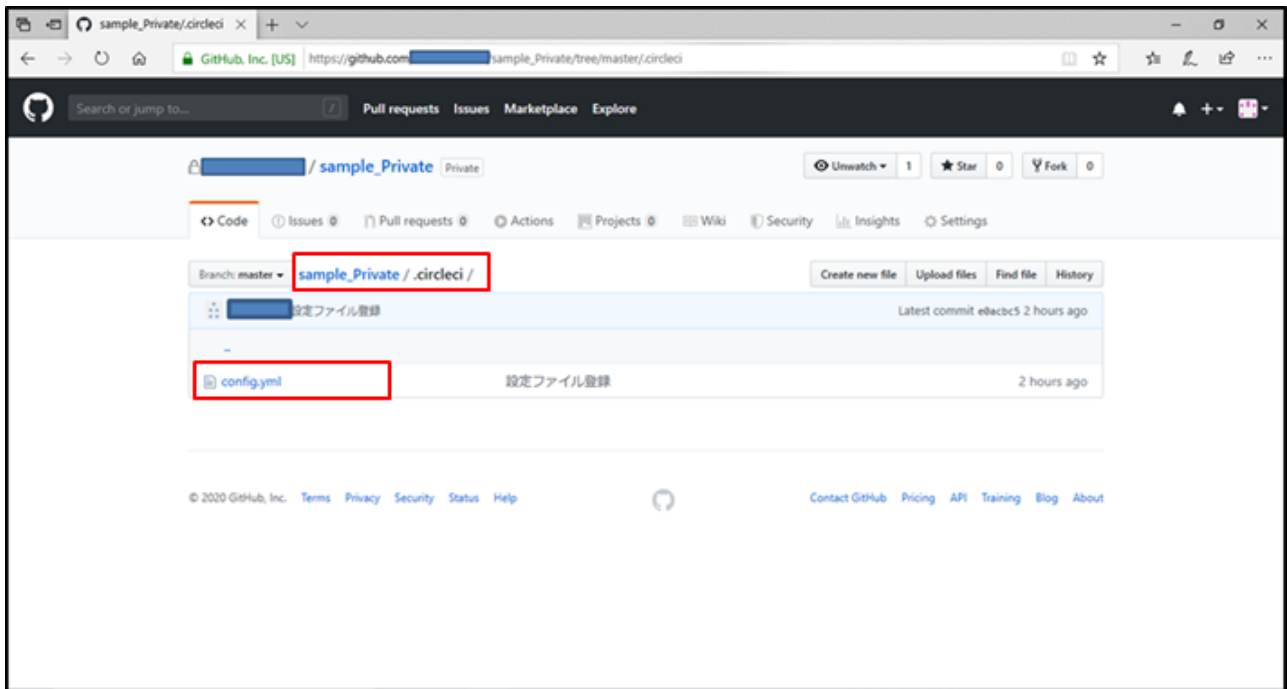 sample_Private/.circleci
GitHub, Inc. [US] https://github.com sample_Private/tree/master/.circleci
Search or jump to... / Pull requests Issues Marketplace Explore
/ sample_Private Private Unwatch 1 Star 0 Fork 0
Code Issues 0 Pull requests 0 Actions Projects 0 Wiki Security Insights Settings
Branch: master sample_Private / .circleci / Create new file Upload files Find file History
設定ファイル登録 Latest commit e0acbc5 2 hours ago
..
config.yml 設定ファイル登録 2 hours ago
© 2020 GitHub, Inc. Terms Privacy Security Status Help Contact GitHub Pricing API Training Blog About